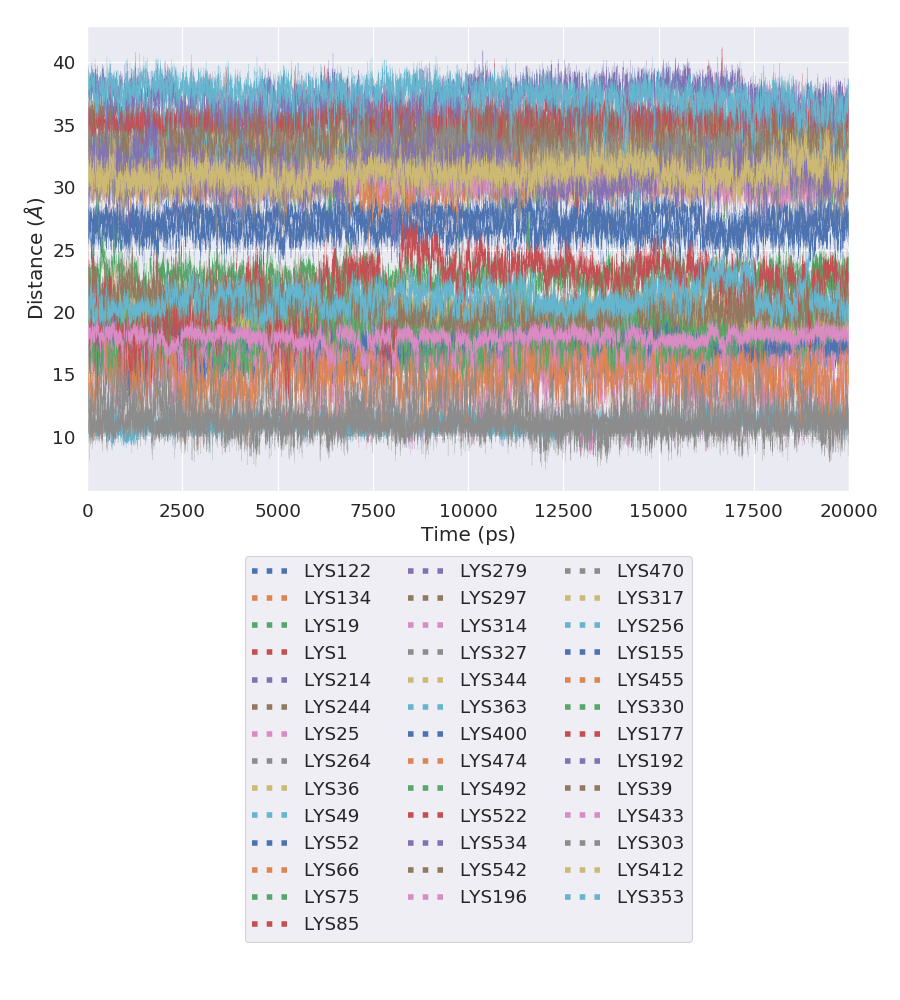 40
35
30
25
20
15
10
Distance (Å)
0 2500 5000 7500 10000 12500 15000 17500 20000
Time (ps)
LYS122 LYS279 LYS470
LYS134 LYS297 LYS317
LYS19 LYS314 LYS256
LYS1 LYS327 LYS155
LYS214 LYS344 LYS455
LYS244 LYS363 LYS330
LYS25 LYS400 LYS177
LYS264 LYS474 LYS192
LYS36 LYS492 LYS39
LYS49 LYS522 LYS433
LYS52 LYS534 LYS303
LYS66 LYS542 LYS412
LYS75 LYS196 LYS353
LYS85